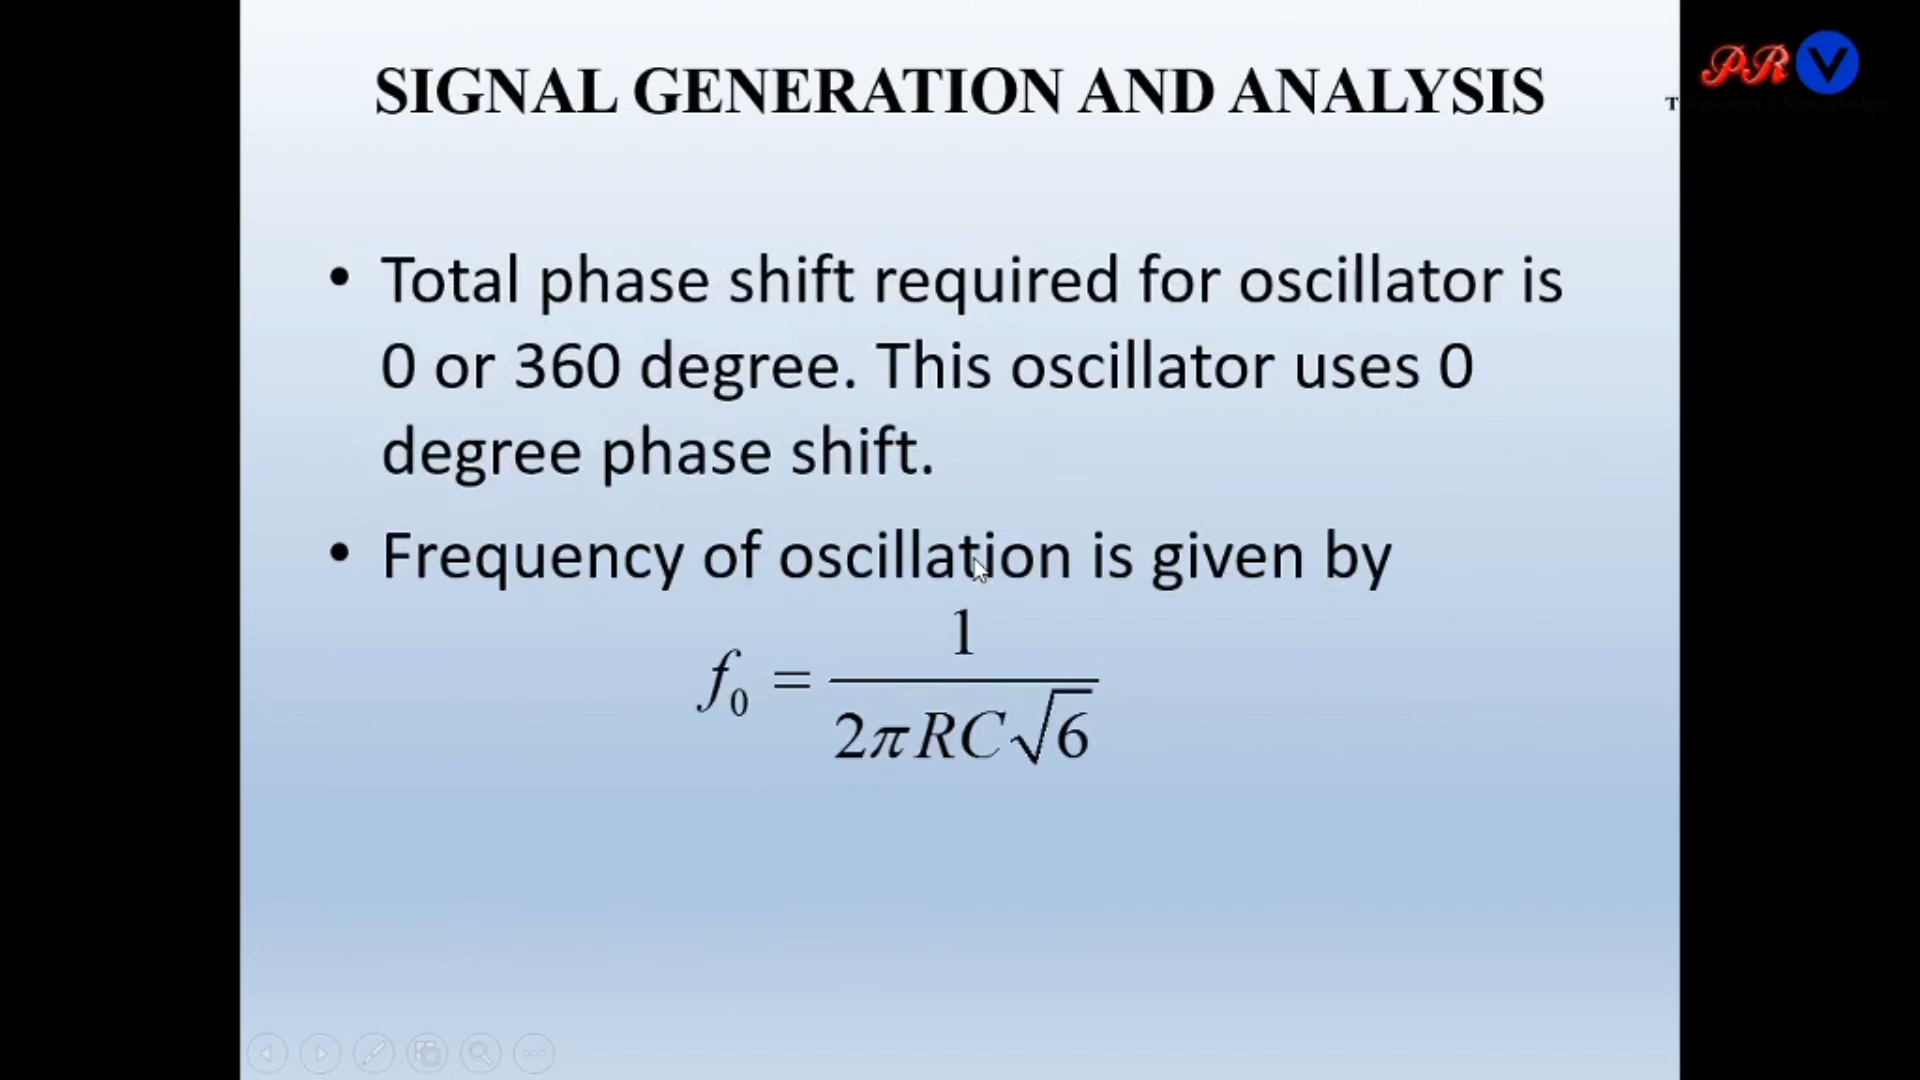 SIGNAL GENERATION AND ANALYSIS
PR V
• Total phase shift required for oscillator is
0 or 360 degree. This oscillator uses 0
degree phase shift.
• Frequency of oscillation is given by
f₀ = 1 / 2πRC√6